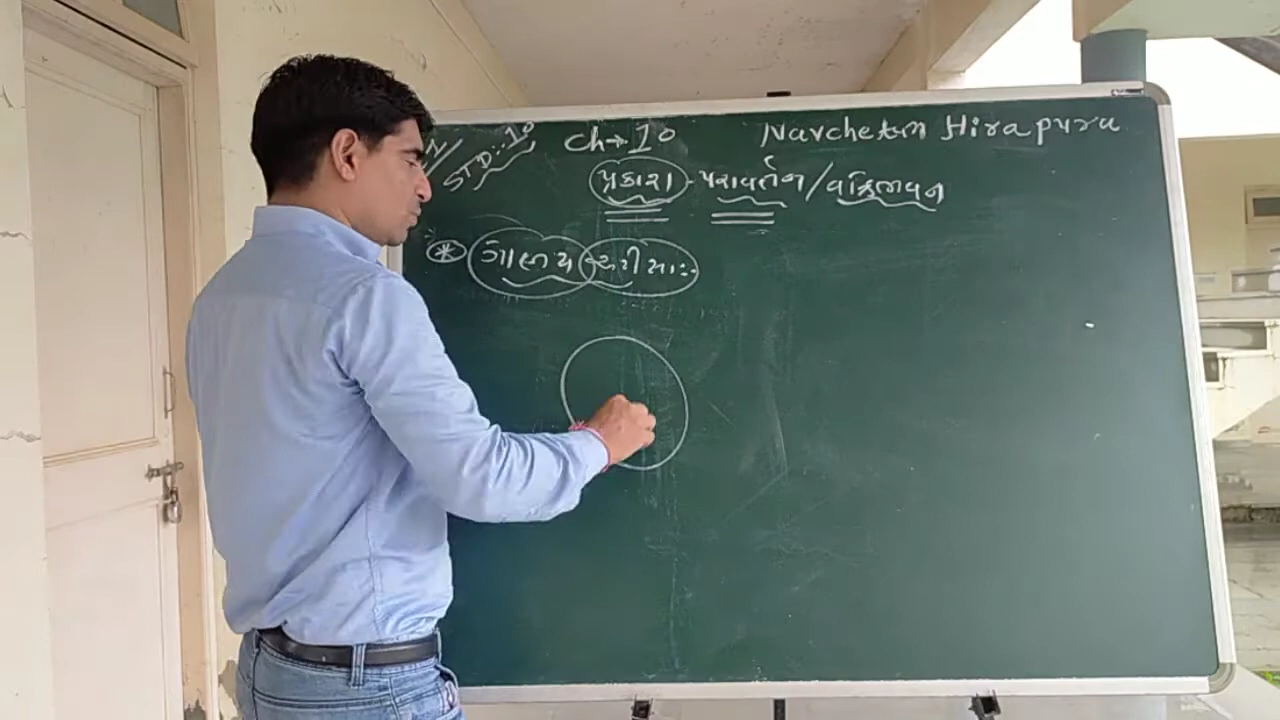 STD:-10
Ch→10
Navchetan Hirapura
પ્રકાશ - પરાવર્તન / વક્રિભવન
* ગોલીય અરીસા:-